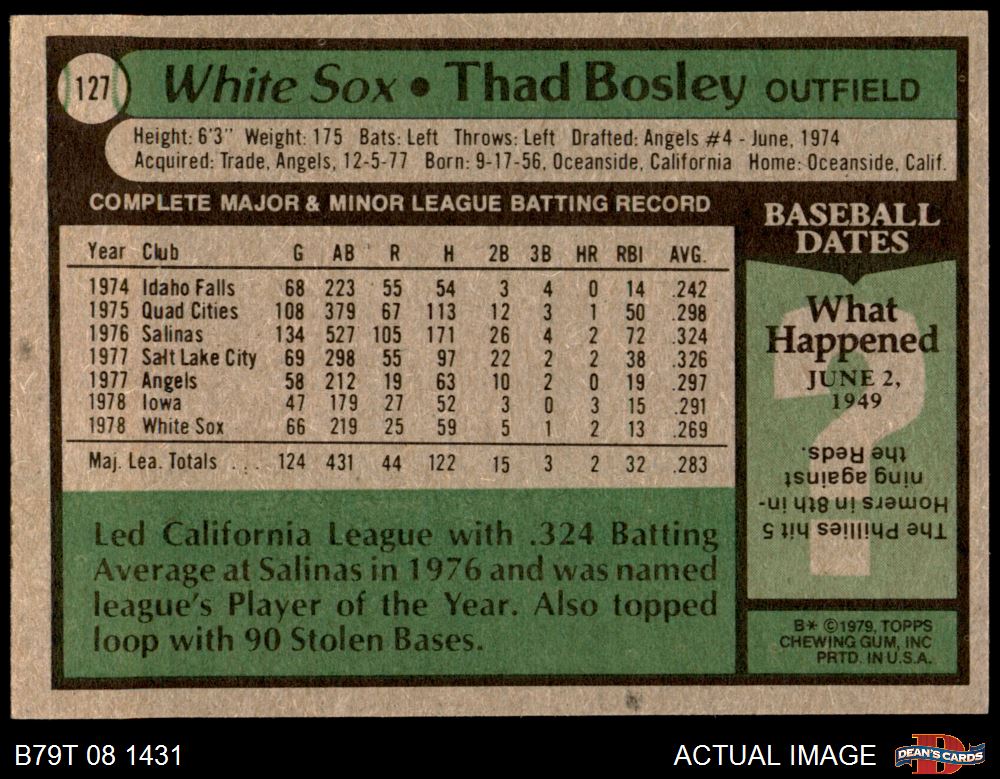 127
White Sox • Thad Bosley OUTFIELD
Height: 6'3" Weight: 175 Bats: Left Throws: Left Drafted: Angels #4 - June, 1974
Acquired: Trade, Angels, 12-5-77 Born: 9-17-56, Oceanside, California Home: Oceanside, Calif.
COMPLETE MAJOR & MINOR LEAGUE BATTING RECORD
Year Club G AB R H 2B 3B HR RBI AVG.
1974 Idaho Falls 68 223 55 54 3 4 0 14 .242
1975 Quad Cities 108 379 67 113 12 3 1 50 .298
1976 Salinas 134 527 105 171 26 4 2 72 .324
1977 Salt Lake City 69 298 55 97 22 2 2 38 .326
1977 Angels 58 212 19 63 10 2 0 19 .297
1978 Iowa 47 179 27 52 3 0 3 15 .291
1978 White Sox 66 219 25 59 5 1 2 13 .269
Maj. Lea. Totals . . . 124 431 44 122 15 3 2 32 .283
Led California League with .324 Batting
Average at Salinas in 1976 and was named
league's Player of the Year. Also topped
loop with 90 Stolen Bases.
BASEBALL
DATES
What
Happened
JUNE 2,
1949
The Phillies hit 5
Homers in 8th in-
ning against
the Reds.
B* ©1979, TOPPS
CHEWING GUM, INC
PRTD. IN U.S.A.
B79T 08 1431
ACTUAL IMAGE
DEAN'S CARDS